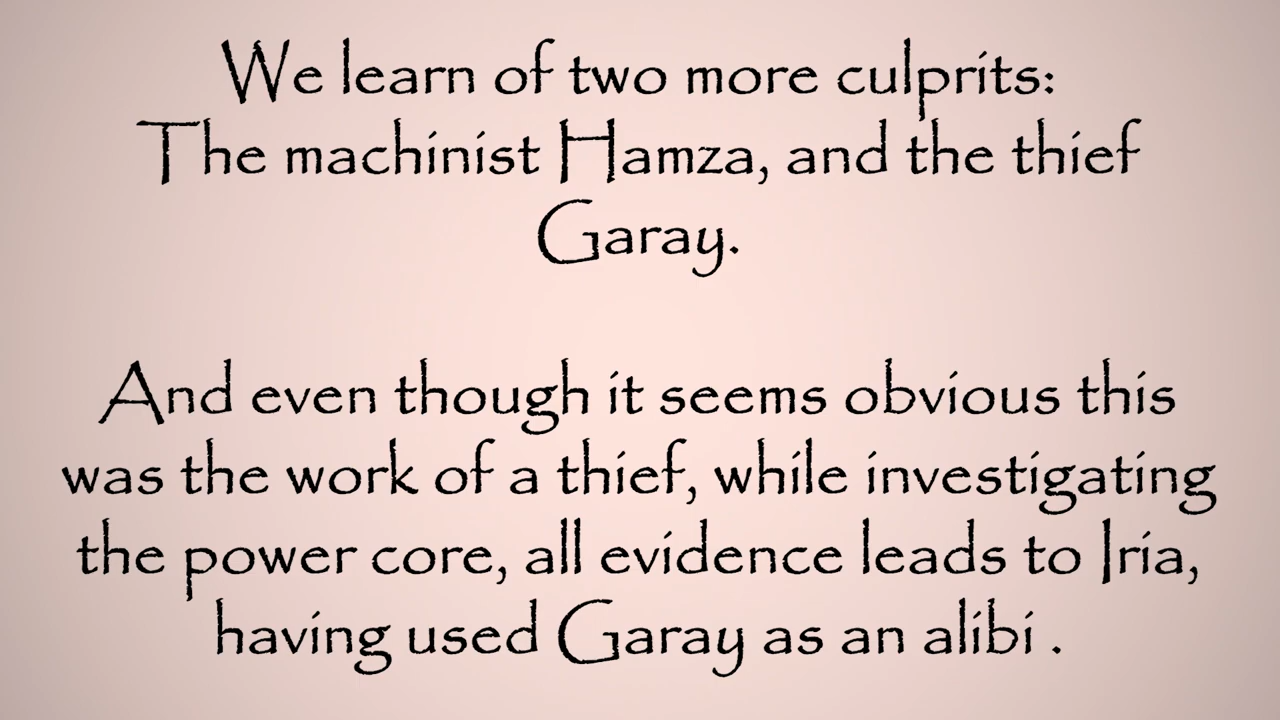 We learn of two more culprits:
The machinist Hamza, and the thief
Garay.
And even though it seems obvious this
was the work of a thief, while investigating
the power core, all evidence leads to Iria,
having used Garay as an alibi .